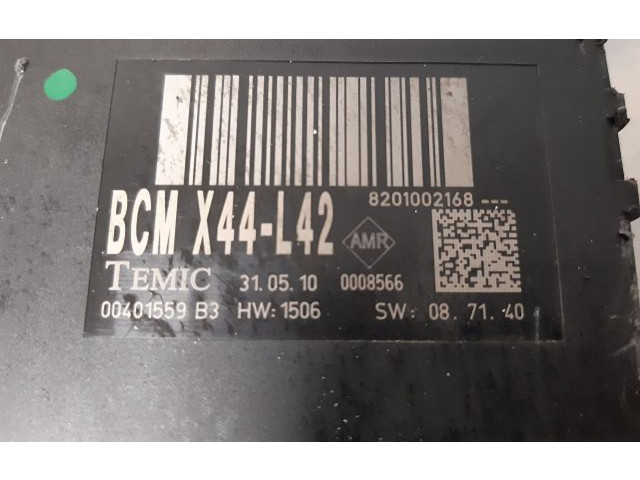 8201002168 ---
BCM X44-L42 AMR
TEMIC 31.05.10 0008566
00401559 B3 HW: 1506 SW: 08.71.40